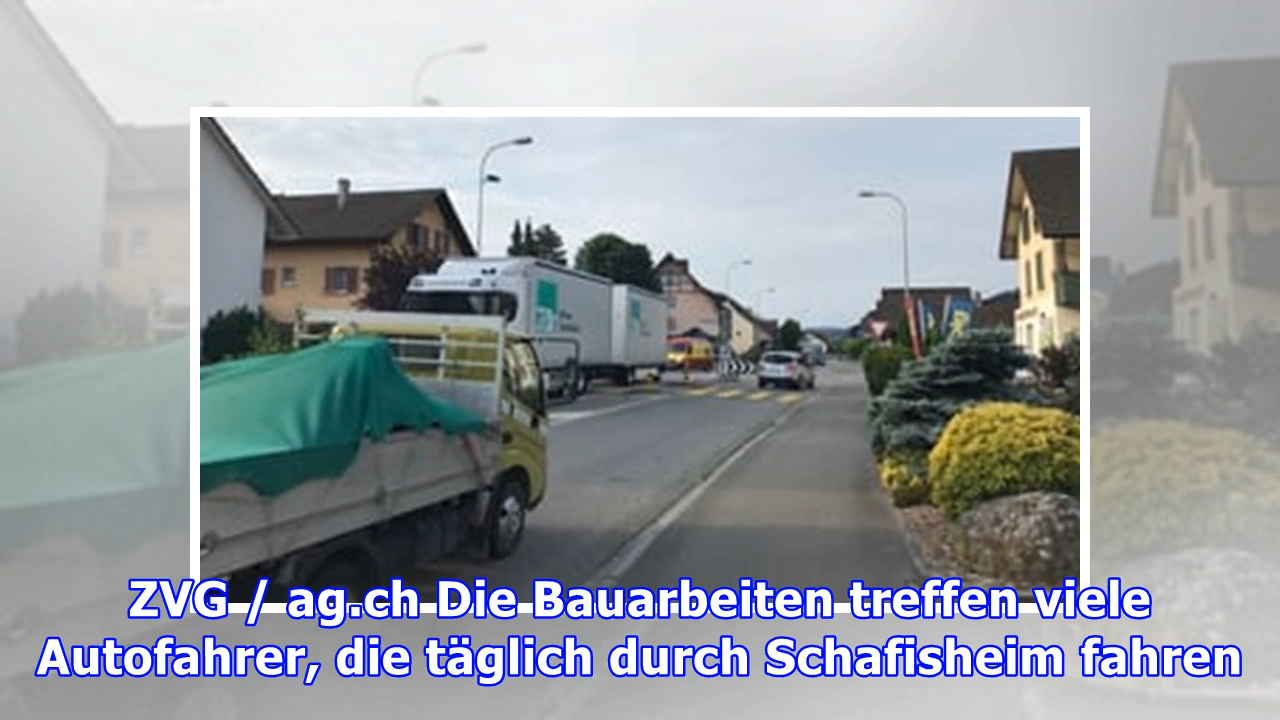 ZVG / ag.ch Die Bauarbeiten treffen viele
Autofahrer, die täglich durch Schafisheim fahren